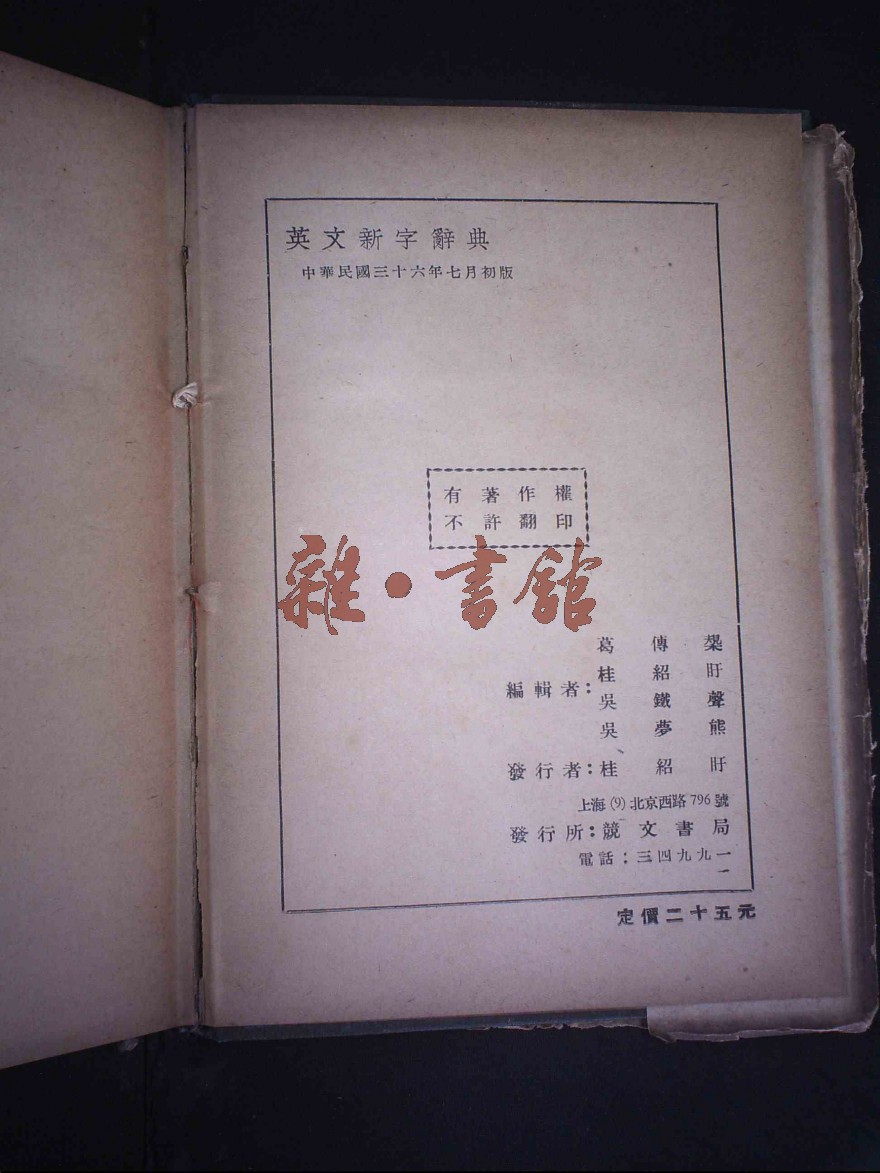 英文新字辭典
中華民國三十六年七月初版
有著作權
不許翻印
雜·書館
編輯者：
葛傳槼
桂紹盱
吳鐵聲
吳夢熊
發行者：桂紹盱
上海(9)北京西路796號
發行所：競文書局
電話：三四九九一
定價二十五元